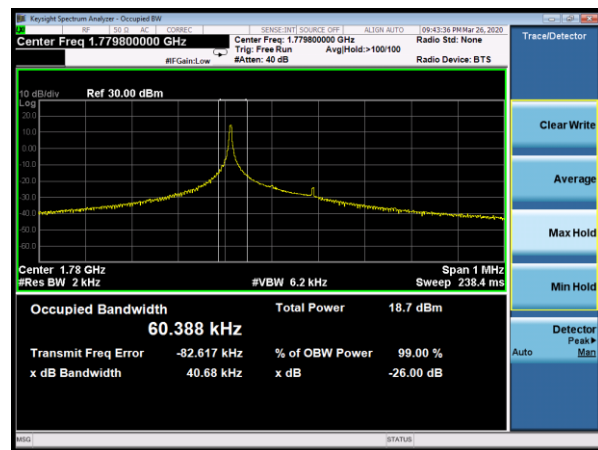 Keysight Spectrum Analyzer - Occupied BW
RF 50 Ω AC CORREC SENSE:INT SOURCE OFF ALIGN AUTO 09:43:36 PM Mar 26, 2020
Center Freq 1.779800000 GHz
Center Freq: 1.779800000 GHz
Radio Std: None
Trig: Free Run Avg|Hold:>100/100
#IFGain:Low #Atten: 40 dB Radio Device: BTS
Trace/Detector
10 dB/div Ref 30.00 dBm
Log
20.0
10.0
0.00
-10.0
-20.0
-30.0
-40.0
-50.0
-60.0
Center 1.78 GHz Span 1 MHz
#Res BW 2 kHz #VBW 6.2 kHz Sweep 238.4 ms
Occupied Bandwidth Total Power 18.7 dBm
60.388 kHz
Transmit Freq Error -82.617 kHz % of OBW Power 99.00 %
x dB Bandwidth 40.68 kHz x dB -26.00 dB
Clear Write
Average
Max Hold
Min Hold
Detector
Peak▶
Auto Man
MSG STATUS